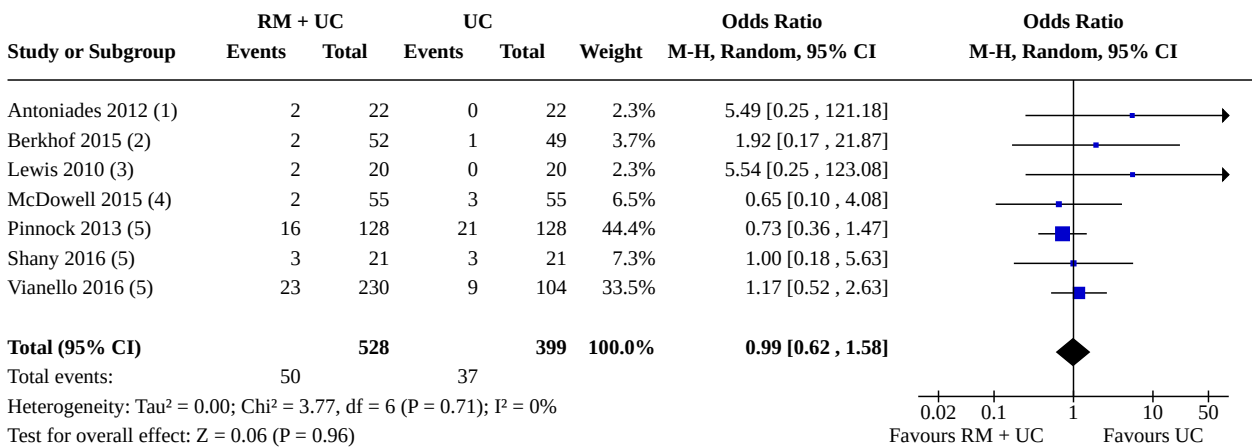 RM + UC UC Odds Ratio Odds Ratio
Study or Subgroup Events Total Events Total Weight M-H, Random, 95% CI M-H, Random, 95% CI
Antoniades 2012 (1) 2 22 0 22 2.3% 5.49 [0.25 , 121.18]
Berkhof 2015 (2) 2 52 1 49 3.7% 1.92 [0.17 , 21.87]
Lewis 2010 (3) 2 20 0 20 2.3% 5.54 [0.25 , 123.08]
McDowell 2015 (4) 2 55 3 55 6.5% 0.65 [0.10 , 4.08]
Pinnock 2013 (5) 16 128 21 128 44.4% 0.73 [0.36 , 1.47]
Shany 2016 (5) 3 21 3 21 7.3% 1.00 [0.18 , 5.63]
Vianello 2016 (5) 23 230 9 104 33.5% 1.17 [0.52 , 2.63]
Total (95% CI) 528 399 100.0% 0.99 [0.62 , 1.58]
Total events: 50 37
Heterogeneity: Tau² = 0.00; Chi² = 3.77, df = 6 (P = 0.71); I² = 0%
0.02 0.1 1 10 50
Test for overall effect: Z = 0.06 (P = 0.96) Favours RM + UC Favours UC